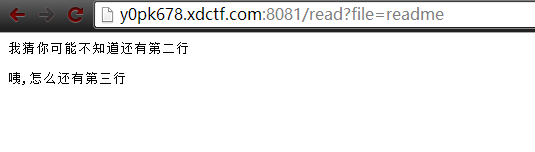 y0pk678.xdctf.com:8081/read?file=readme
我猜你可能不知道还有第二行
咦,怎么还有第三行